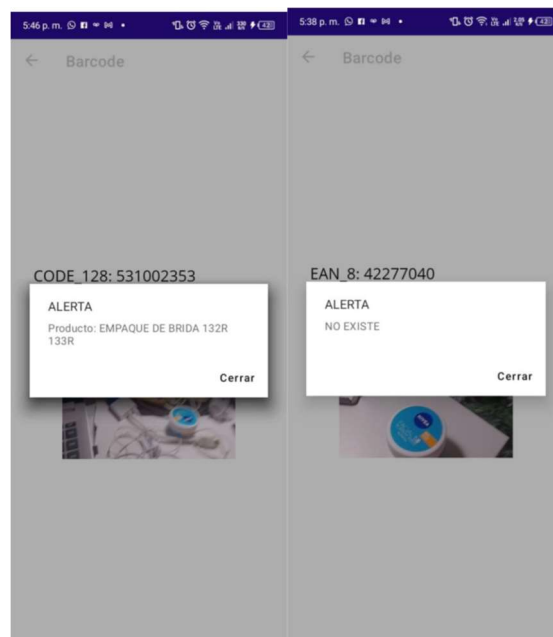 5:46 p. m.
Barcode
CODE_128: 531002353
ALERTA
Producto: EMPAQUE DE BRIDA 132R
133R
Cerrar
5:38 p. m.
Barcode
EAN_8: 42277040
ALERTA
NO EXISTE
Cerrar
NIVEA